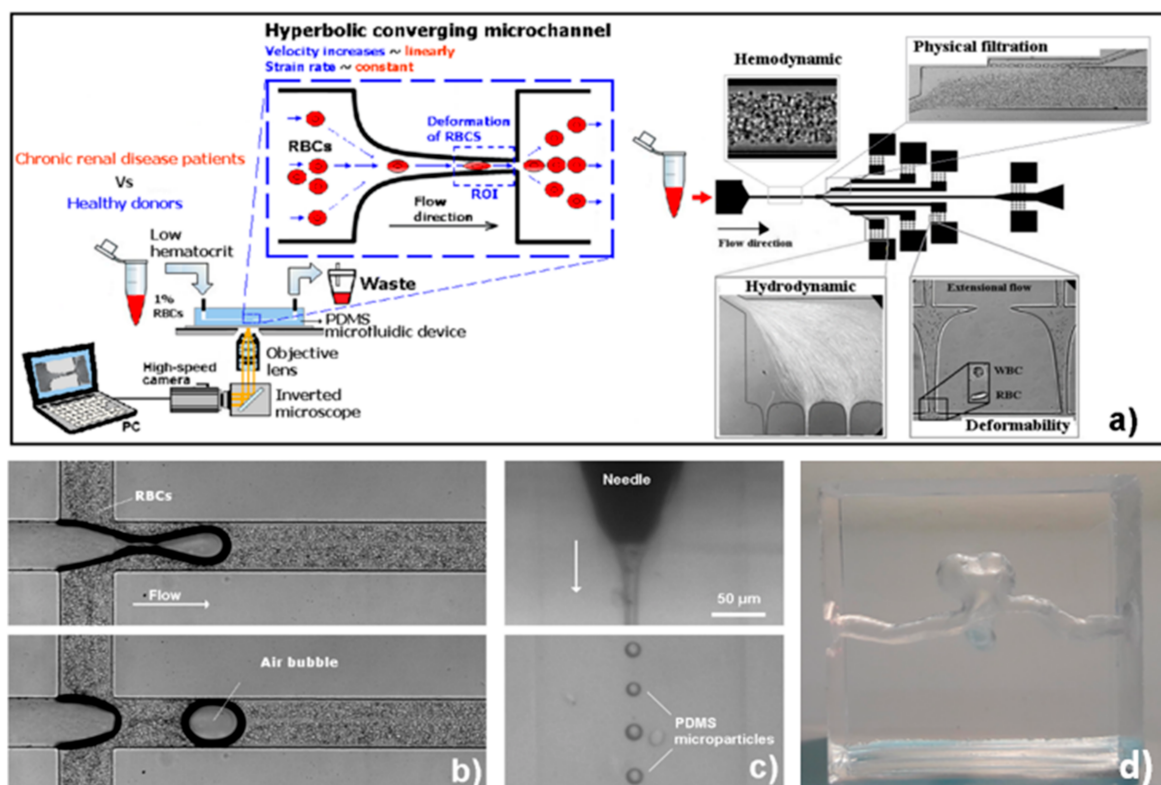 Hyperbolic converging microchannel
Velocity increases ~ linearly
Strain rate ~ constant
RBCs
Deformation
of RBCS
ROI
Flow
direction
Chronic renal disease patients
Vs
Healthy donors
Low
hematocrit
1%
RBCs
Waste
PDMS
microfluidic device
Objective
lens
High-speed
camera
Inverted
microscope
PC
Hemodynamic
Physical filtration
Flow direction
Hydrodynamic
Extensional flow
WBC
RBC
Deformability
a)
RBCs
Flow
Air bubble
b)
Needle
50 µm
PDMS
microparticles
c)
d)